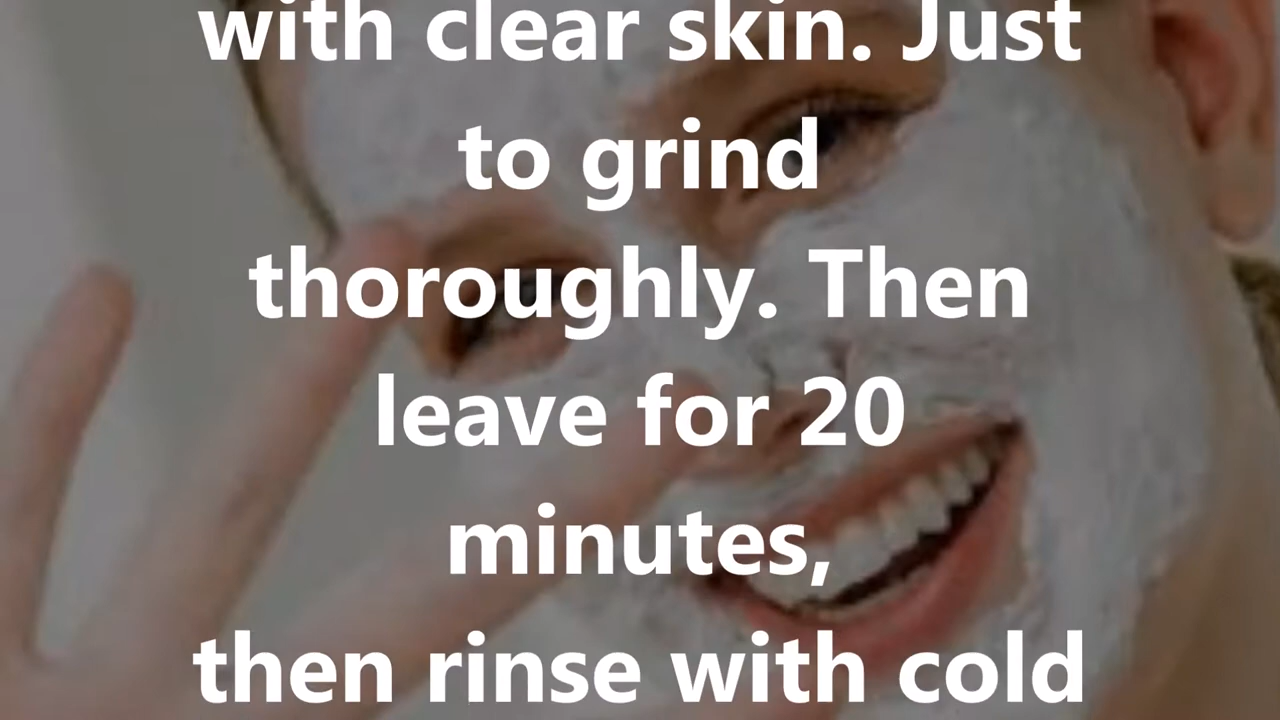 with clear skin. Just
to grind
thoroughly. Then
leave for 20
minutes,
then rinse with cold